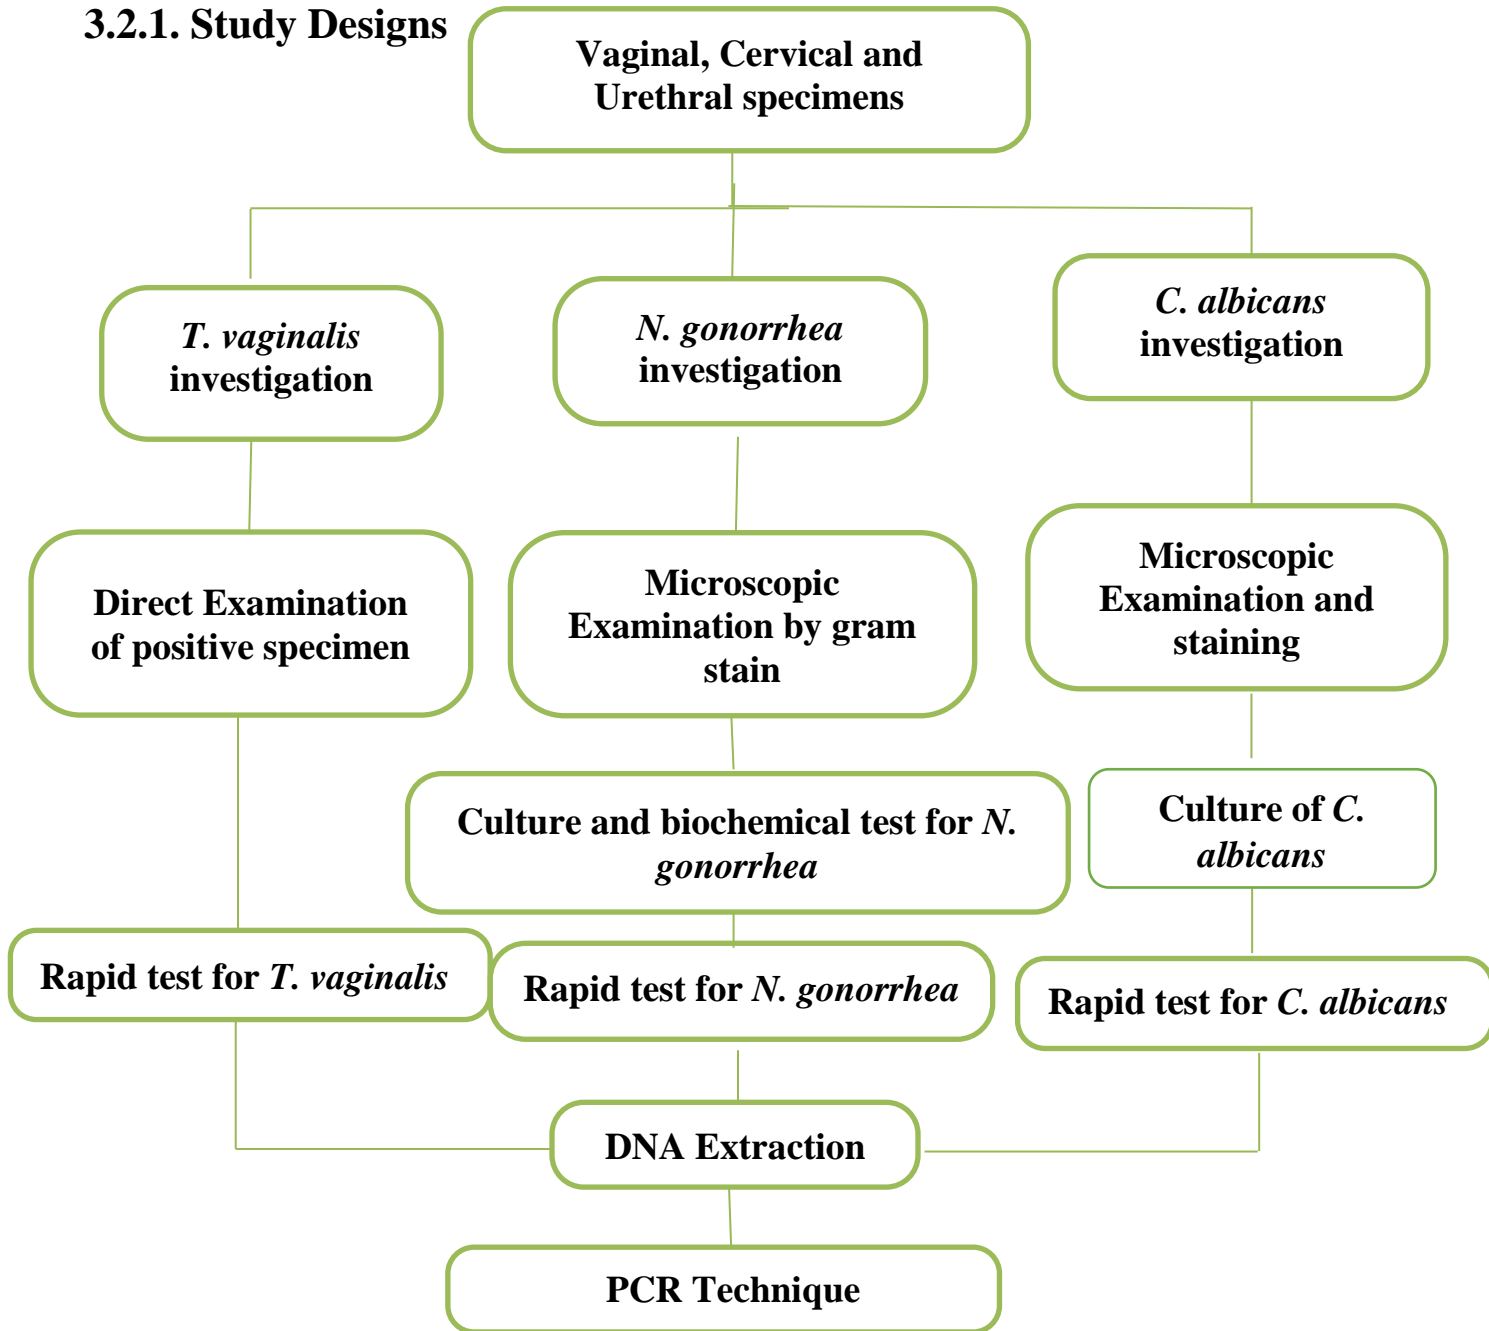 3.2.1. Study Designs
Vaginal, Cervical and
Urethral specimens
T. vaginalis
investigation
N. gonorrhea
investigation
C. albicans
investigation
Direct Examination
of positive specimen
Microscopic
Examination by gram
stain
Microscopic
Examination and
staining
Culture and biochemical test for N.
gonorrhea
Culture of C.
albicans
Rapid test for T. vaginalis
Rapid test for N. gonorrhea
Rapid test for C. albicans
DNA Extraction
PCR Technique